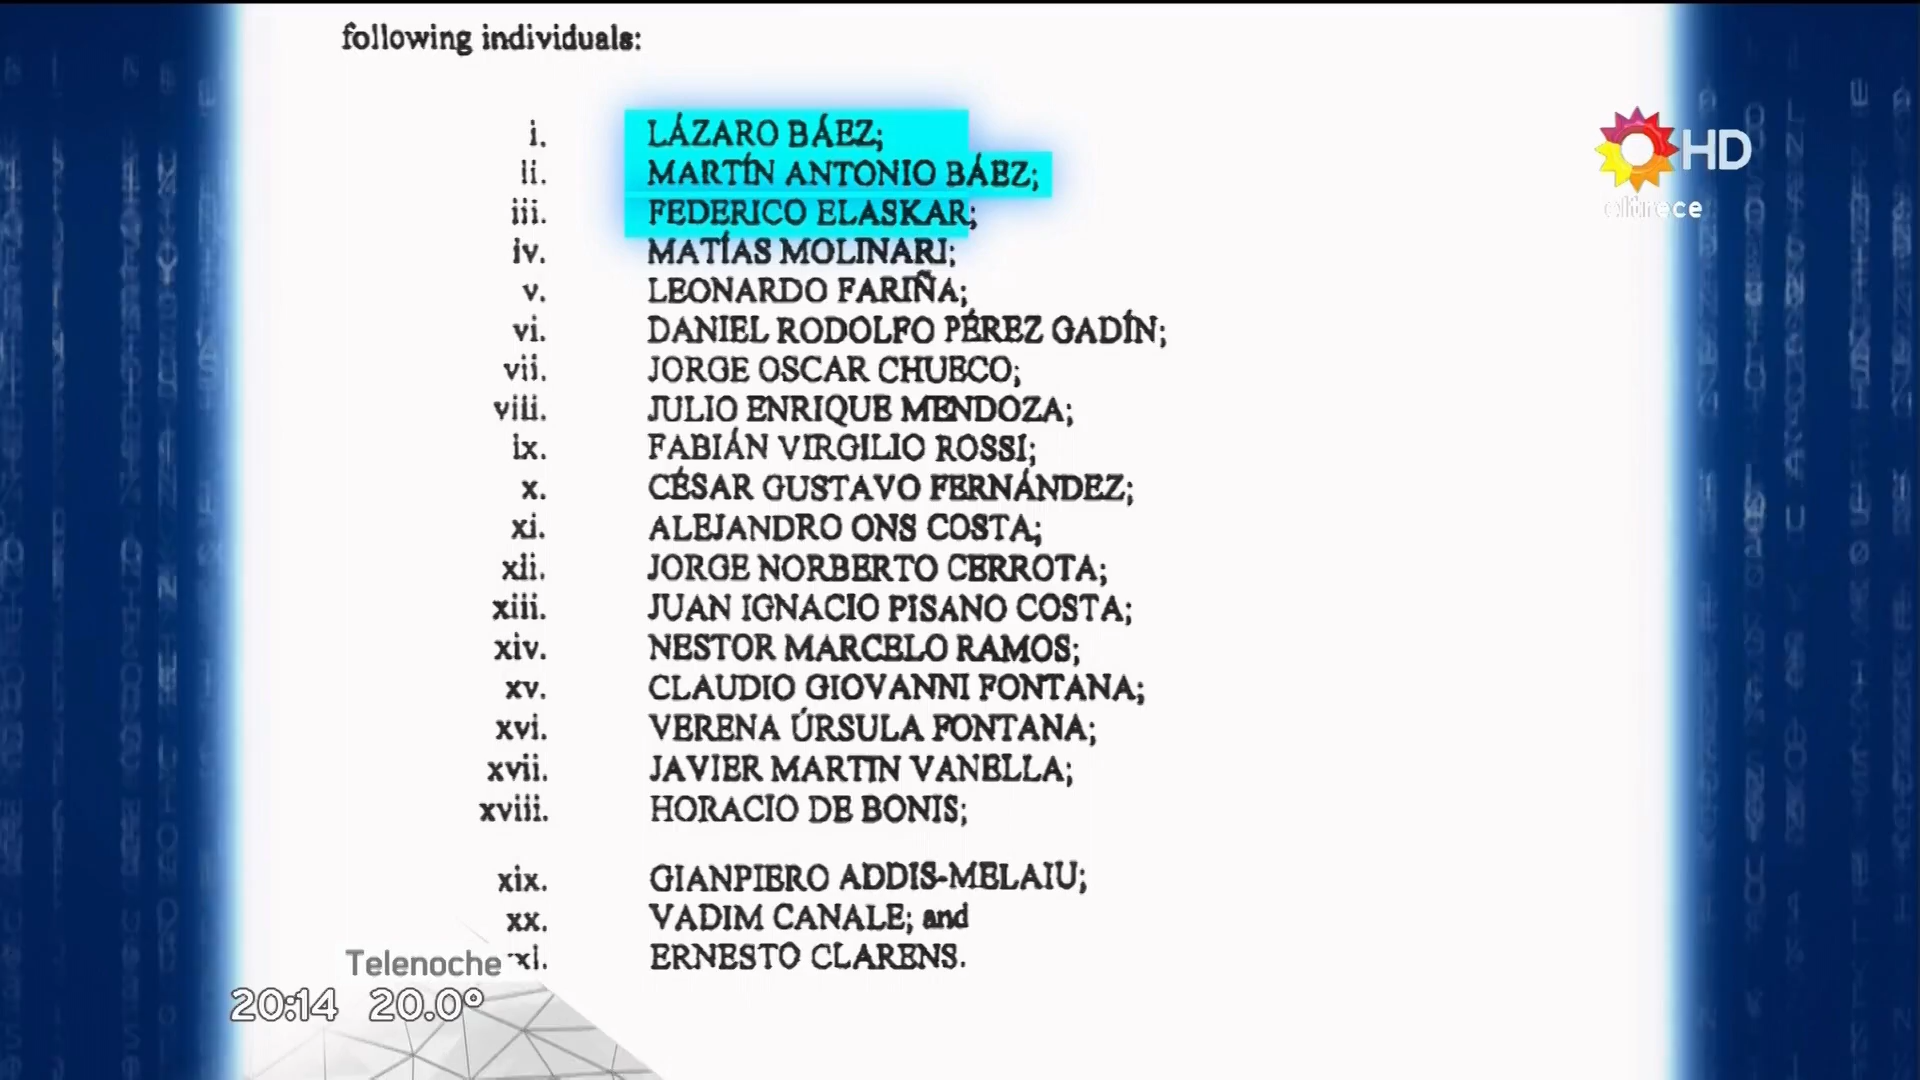 following individuals:
i. LÁZARO BÁEZ;
ii. MARTÍN ANTONIO BÁEZ;
iii. FEDERICO ELASKAR;
iv. MATÍAS MOLINARI;
v. LEONARDO FARIÑA;
vi. DANIEL RODOLFO PÉREZ GADÍN;
vii. JORGE OSCAR CHUECO;
viii. JULIO ENRIQUE MENDOZA;
ix. FABIÁN VIRGILIO ROSSI;
x. CÉSAR GUSTAVO FERNÁNDEZ;
xi. ALEJANDRO ONS COSTA;
xii. JORGE NORBERTO CERROTA;
xiii. JUAN IGNACIO PISANO COSTA;
xiv. NESTOR MARCELO RAMOS;
xv. CLAUDIO GIOVANNI FONTANA;
xvi. VERENA ÚRSULA FONTANA;
xvii. JAVIER MARTIN VANELLA;
xviii. HORACIO DE BONIS;
xix. GIANPIERO ADDIS-MELAIU;
xx. VADIM CANALE; and
xi. ERNESTO CLARENS.
HD
eltrece
Telenoche
20:14 20.0°